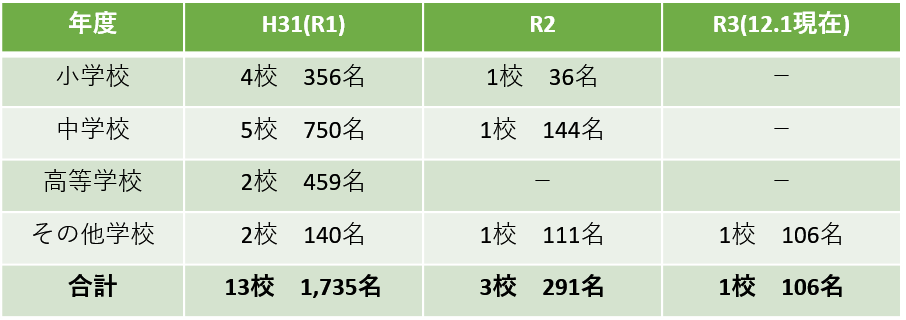 年度 H31(R1) R2 R3(12.1現在)
小学校 4校 356名 1校 36名 －
中学校 5校 750名 1校 144名 －
高等学校 2校 459名 － －
その他学校 2校 140名 1校 111名 1校 106名
合計 13校 1,735名 3校 291名 1校 106名